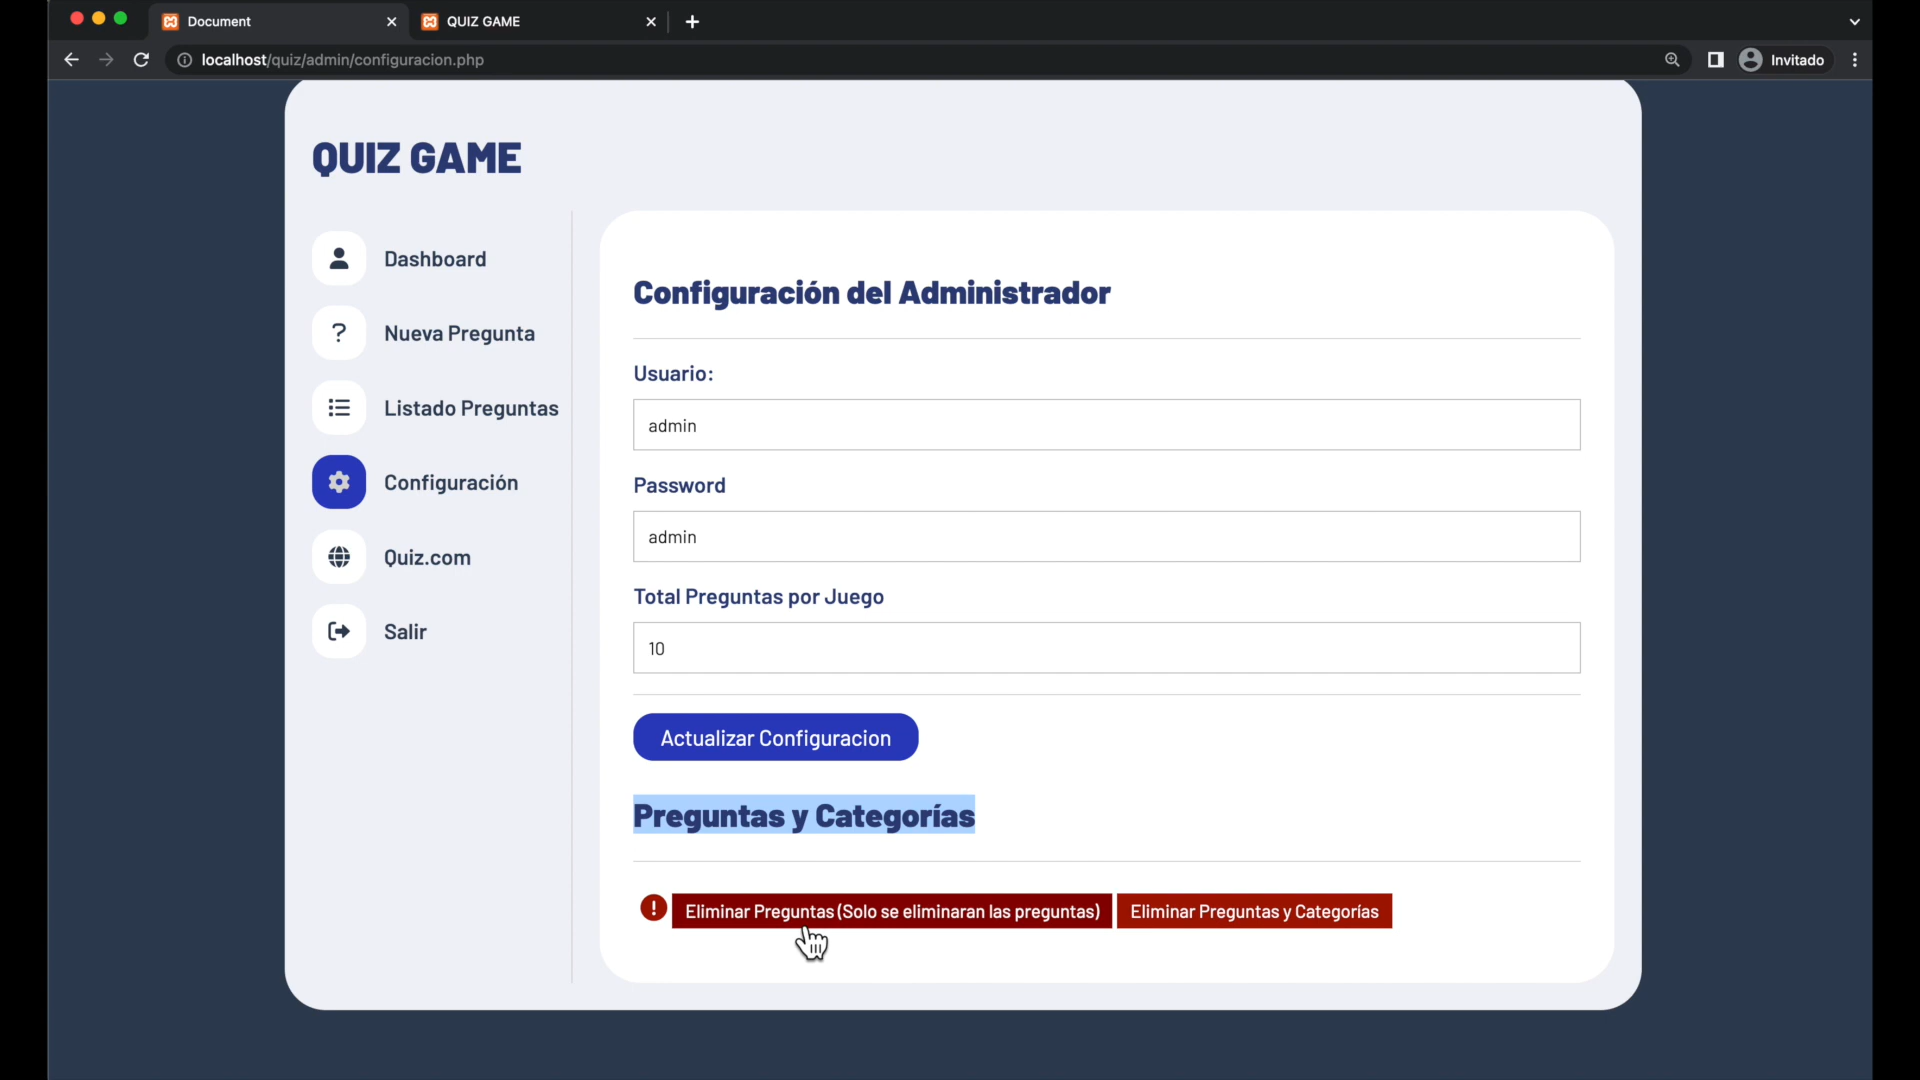 Document
QUIZ GAME
localhost/quiz/admin/configuracion.php
Invitado
QUIZ GAME
Dashboard
Nueva Pregunta
Listado Preguntas
Configuración
Quiz.com
Salir
Configuración del Administrador
Usuario:
admin
Password
admin
Total Preguntas por Juego
10
Actualizar Configuracion
Preguntas y Categorías
Eliminar Preguntas (Solo se eliminaran las preguntas)
Eliminar Preguntas y Categorías